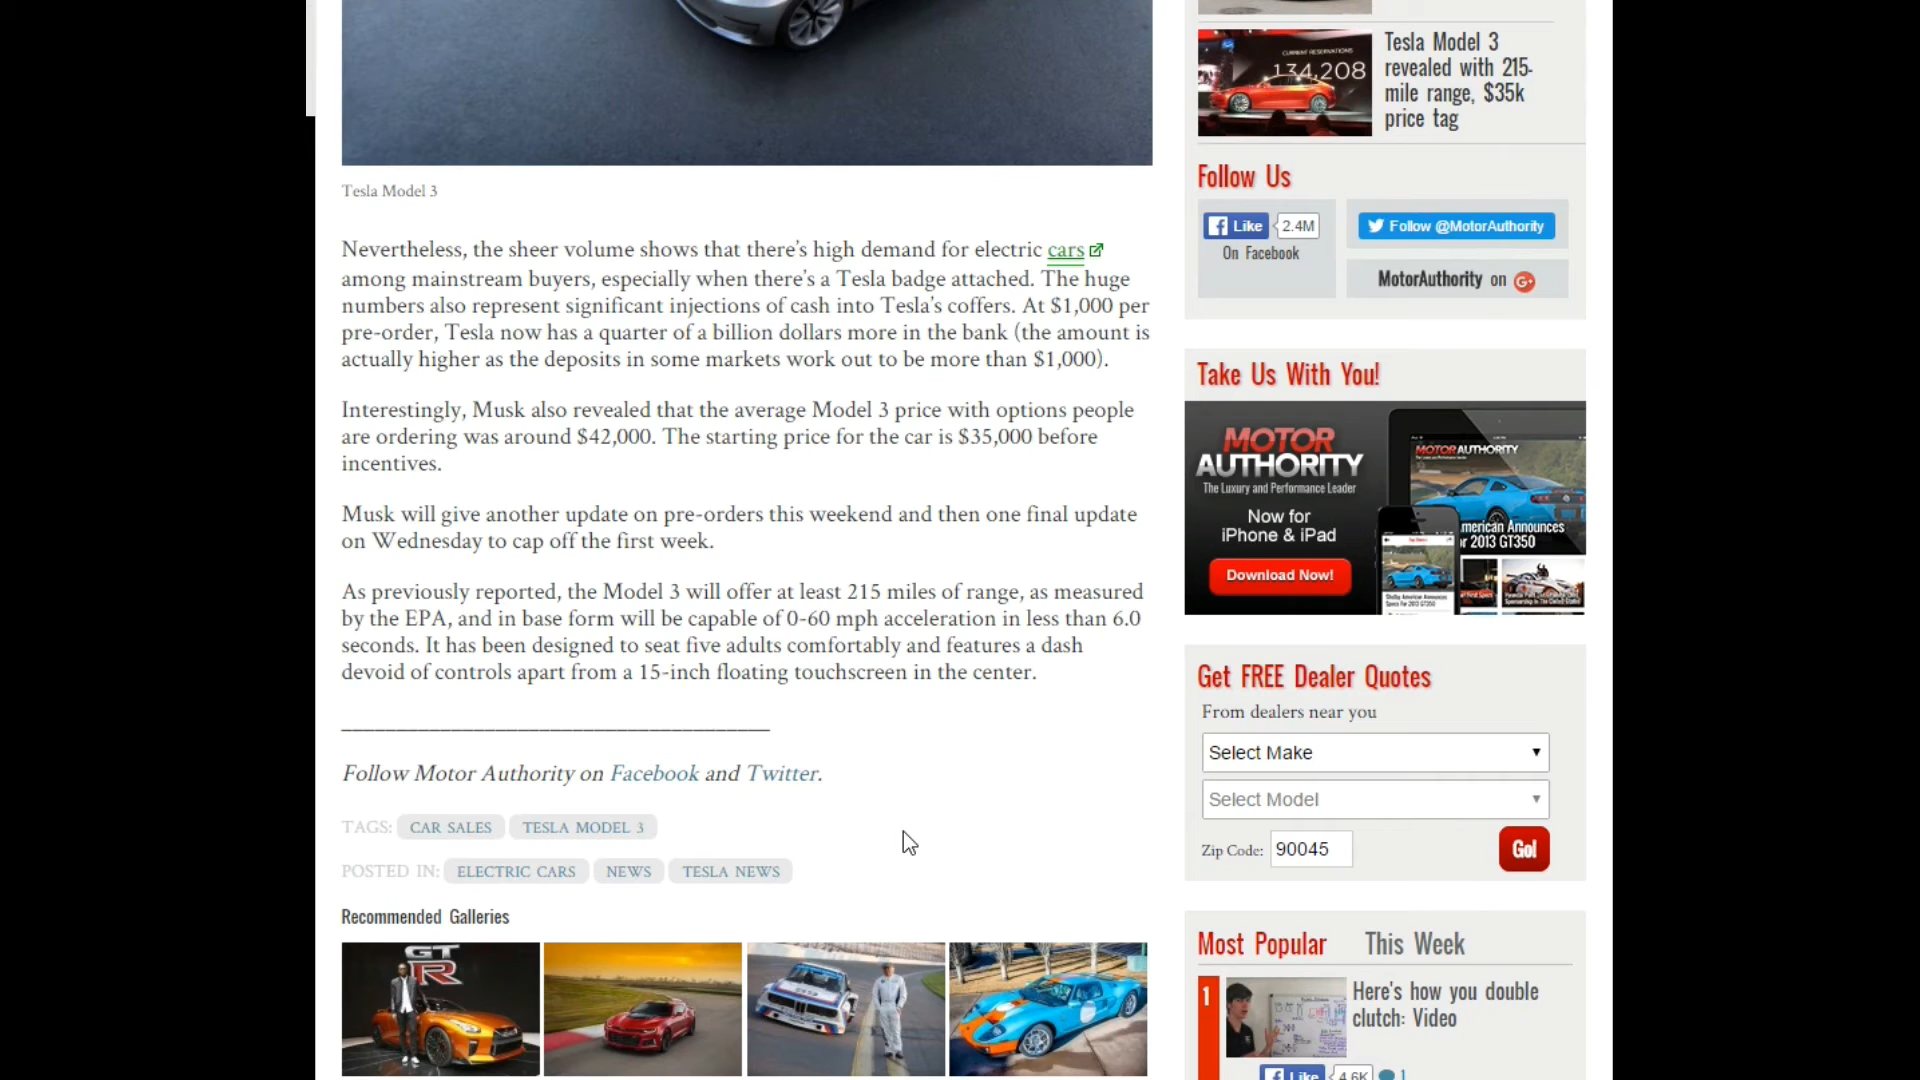 Tesla Model 3
Nevertheless, the sheer volume shows that there's high demand for electric cars
among mainstream buyers, especially when there's a Tesla badge attached. The huge
numbers also represent significant injections of cash into Tesla's coffers. At $1,000 per
pre-order, Tesla now has a quarter of a billion dollars more in the bank (the amount is
actually higher as the deposits in some markets work out to be more than $1,000).
Interestingly, Musk also revealed that the average Model 3 price with options people
are ordering was around $42,000. The starting price for the car is $35,000 before
incentives.
Musk will give another update on pre-orders this weekend and then one final update
on Wednesday to cap off the first week.
As previously reported, the Model 3 will offer at least 215 miles of range, as measured
by the EPA, and in base form will be capable of 0-60 mph acceleration in less than 6.0
seconds. It has been designed to seat five adults comfortably and features a dash
devoid of controls apart from a 15-inch floating touchscreen in the center.
Follow Motor Authority on Facebook and Twitter.
TAGS: CAR SALES TESLA MODEL 3
POSTED IN: ELECTRIC CARS NEWS TESLA NEWS
Recommended Galleries
GT
R
CURRENT RESERVATIONS
134,208
Tesla Model 3
revealed with 215-
mile range, $35k
price tag
Follow Us
Like 2.4M
On Facebook
Follow @MotorAuthority
MotorAuthority on G+
Take Us With You!
MOTOR
AUTHORITY
The Luxury and Performance Leader
Now for
iPhone & iPad
Download Now!
MOTORAUTHORITY
merican Announces
or 2013 GT350
Get FREE Dealer Quotes
From dealers near you
Select Make
Select Model
Zip Code: 90045
Go!
Most Popular This Week
1
Here's how you double
clutch: Video
Like 4.6K 1